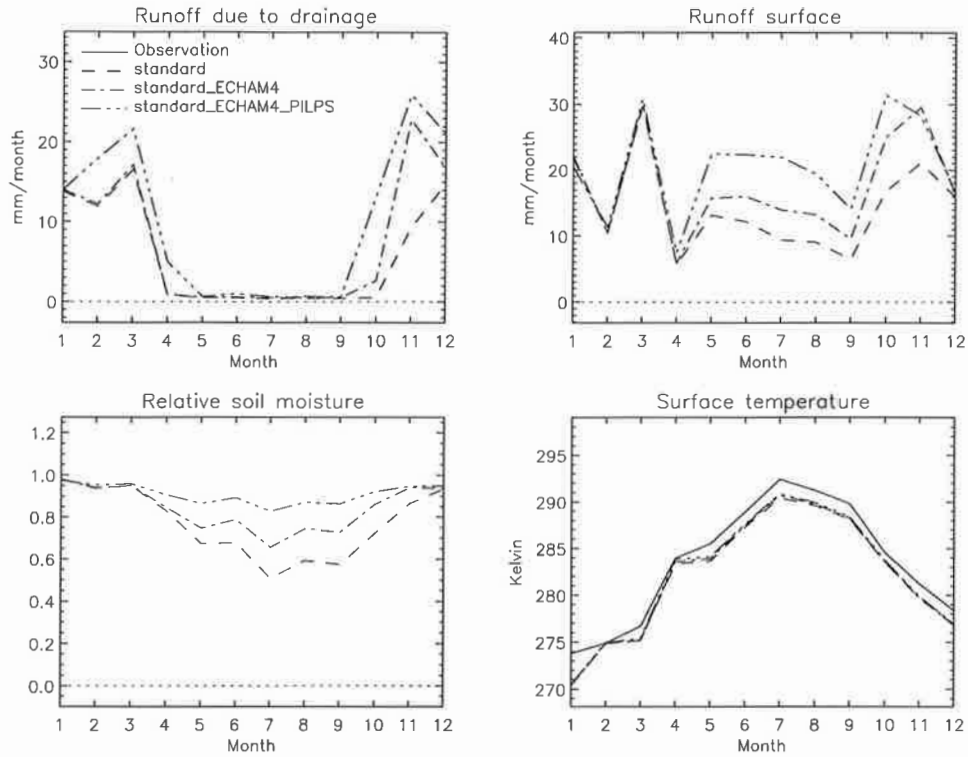 Runoff due to drainage
30
20
10
0
mm/month
Observation
standard
standard_ECHAM4
standard_ECHAM4_PILPS
1 2 3 4 5 6 7 8 9 10 11 12
Month
Runoff surface
40
30
20
10
0
mm/month
1 2 3 4 5 6 7 8 9 10 11 12
Month
Relative soil moisture
1.2
1.0
0.8
0.6
0.4
0.2
0.0
1 2 3 4 5 6 7 8 9 10 11 12
Month
Surface temperature
295
290
285
280
275
270
Kelvin
1 2 3 4 5 6 7 8 9 10 11 12
Month